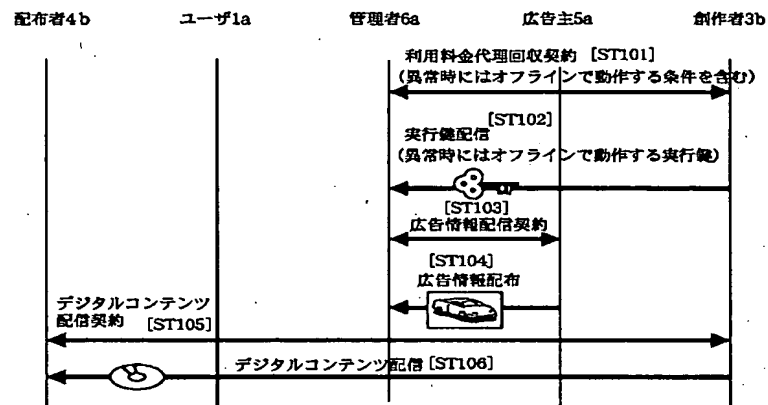 配布者4b ユーザ1a 管理者6a 広告主5a 創作者3b
利用料金代理回収契約 [ST101]
(異常時にはオフラインで動作する条件を含む)
[ST102]
実行鍵配信
(異常時にはオフラインで動作する実行鍵)
[ST103]
広告情報配信契約
[ST104]
広告情報配布
デジタルコンテンツ
配信契約 [ST105]
デジタルコンテンツ配信 [ST106]